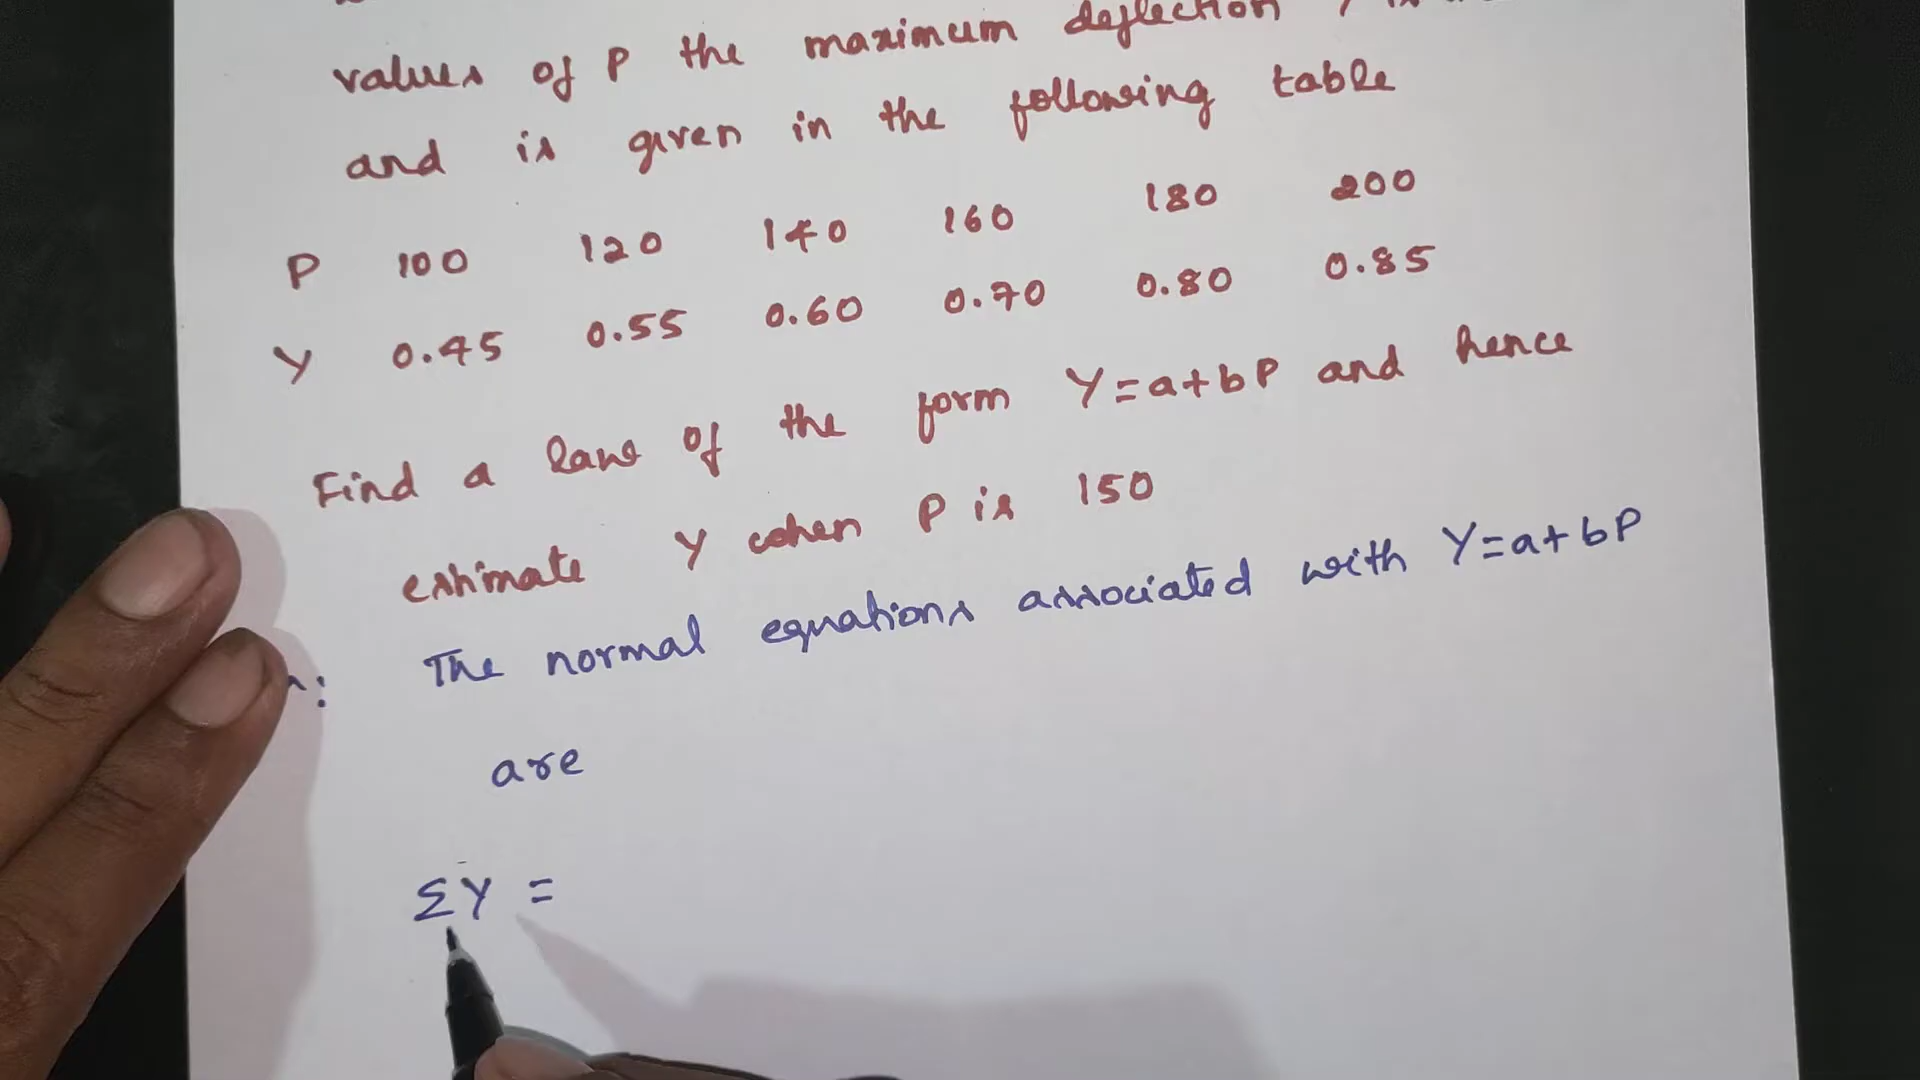 values of P the maximum deflection Y is
and is given in the following table
P 100 120 140 160 180 200
Y 0.45 0.55 0.60 0.70 0.80 0.85
Find a law of the form Y=a+bP and hence
estimate Y when P is 150
The normal equations associated with Y=a+bP
are
ΣY =